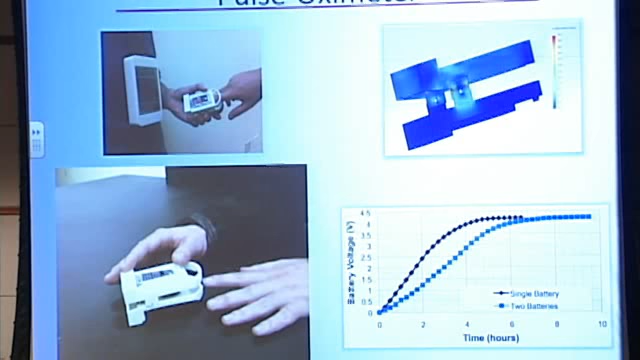 Pulse Oximeter
4.5
4
3.5
3
2.5
2
1.5
1
0.5
0
Battery Voltage (V)
Single Battery
Two Batteries
0 2 4 6 8 10
Time (hours)